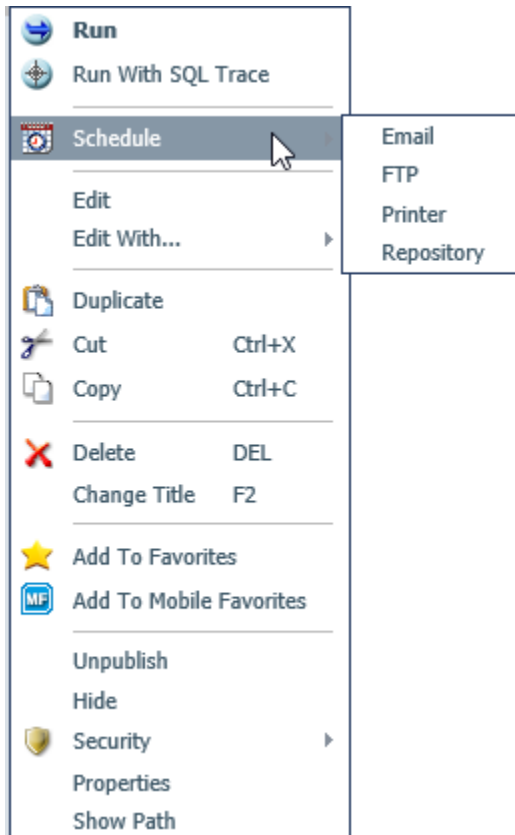 Run
Run With SQL Trace
Schedule
Email
FTP
Printer
Repository
Edit
Edit With...
Duplicate
Cut Ctrl+X
Copy Ctrl+C
Delete DEL
Change Title F2
Add To Favorites
MF Add To Mobile Favorites
Unpublish
Hide
Security
Properties
Show Path